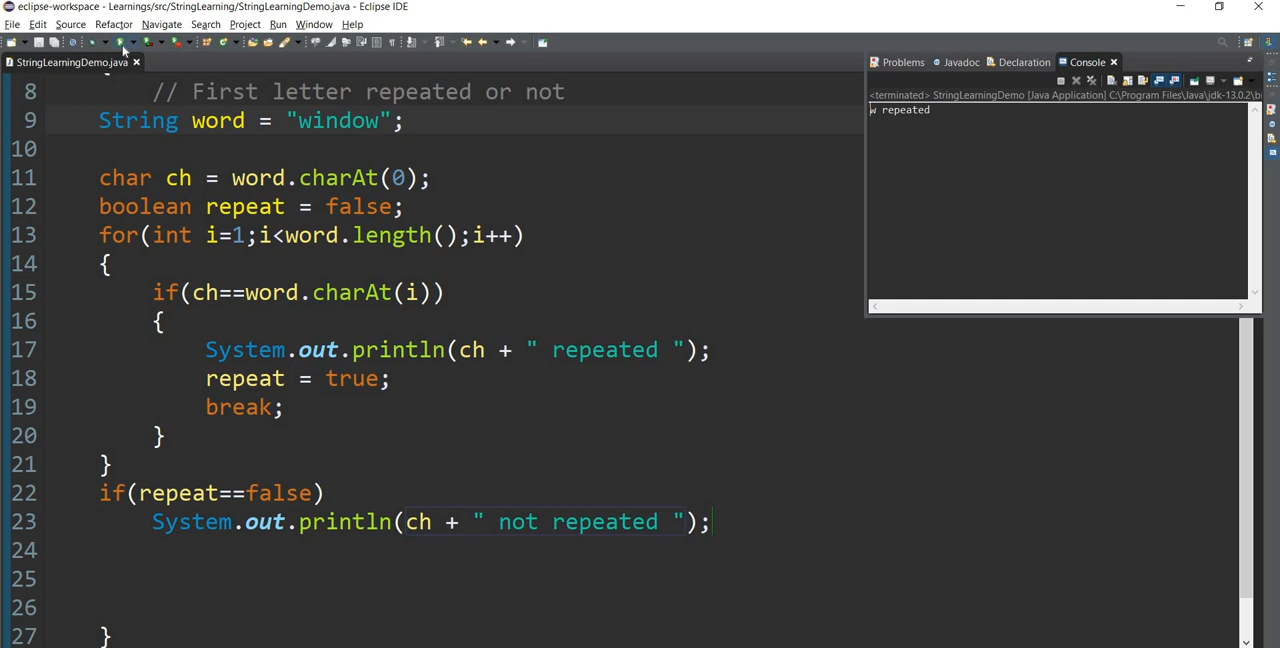 eclipse-workspace - Learnings/src/StringLearning/StringLearningDemo.java - Eclipse IDE
File Edit Source Refactor Navigate Search Project Run Window Help
StringLearningDemo.java
Problems Javadoc Declaration Console
<terminated> StringLearningDemo [Java Application] C:\Program Files\Java\jdk-13.0.2\bi
w repeated
8 // First letter repeated or not
9 String word = "window";
10
11 char ch = word.charAt(0);
12 boolean repeat = false;
13 for(int i=1;i<word.length();i++)
14 {
15 if(ch==word.charAt(i))
16 {
17 System.out.println(ch + " repeated ");
18 repeat = true;
19 break;
20 }
21 }
22 if(repeat==false)
23 System.out.println(ch + " not repeated ");
24
25
26
27 }